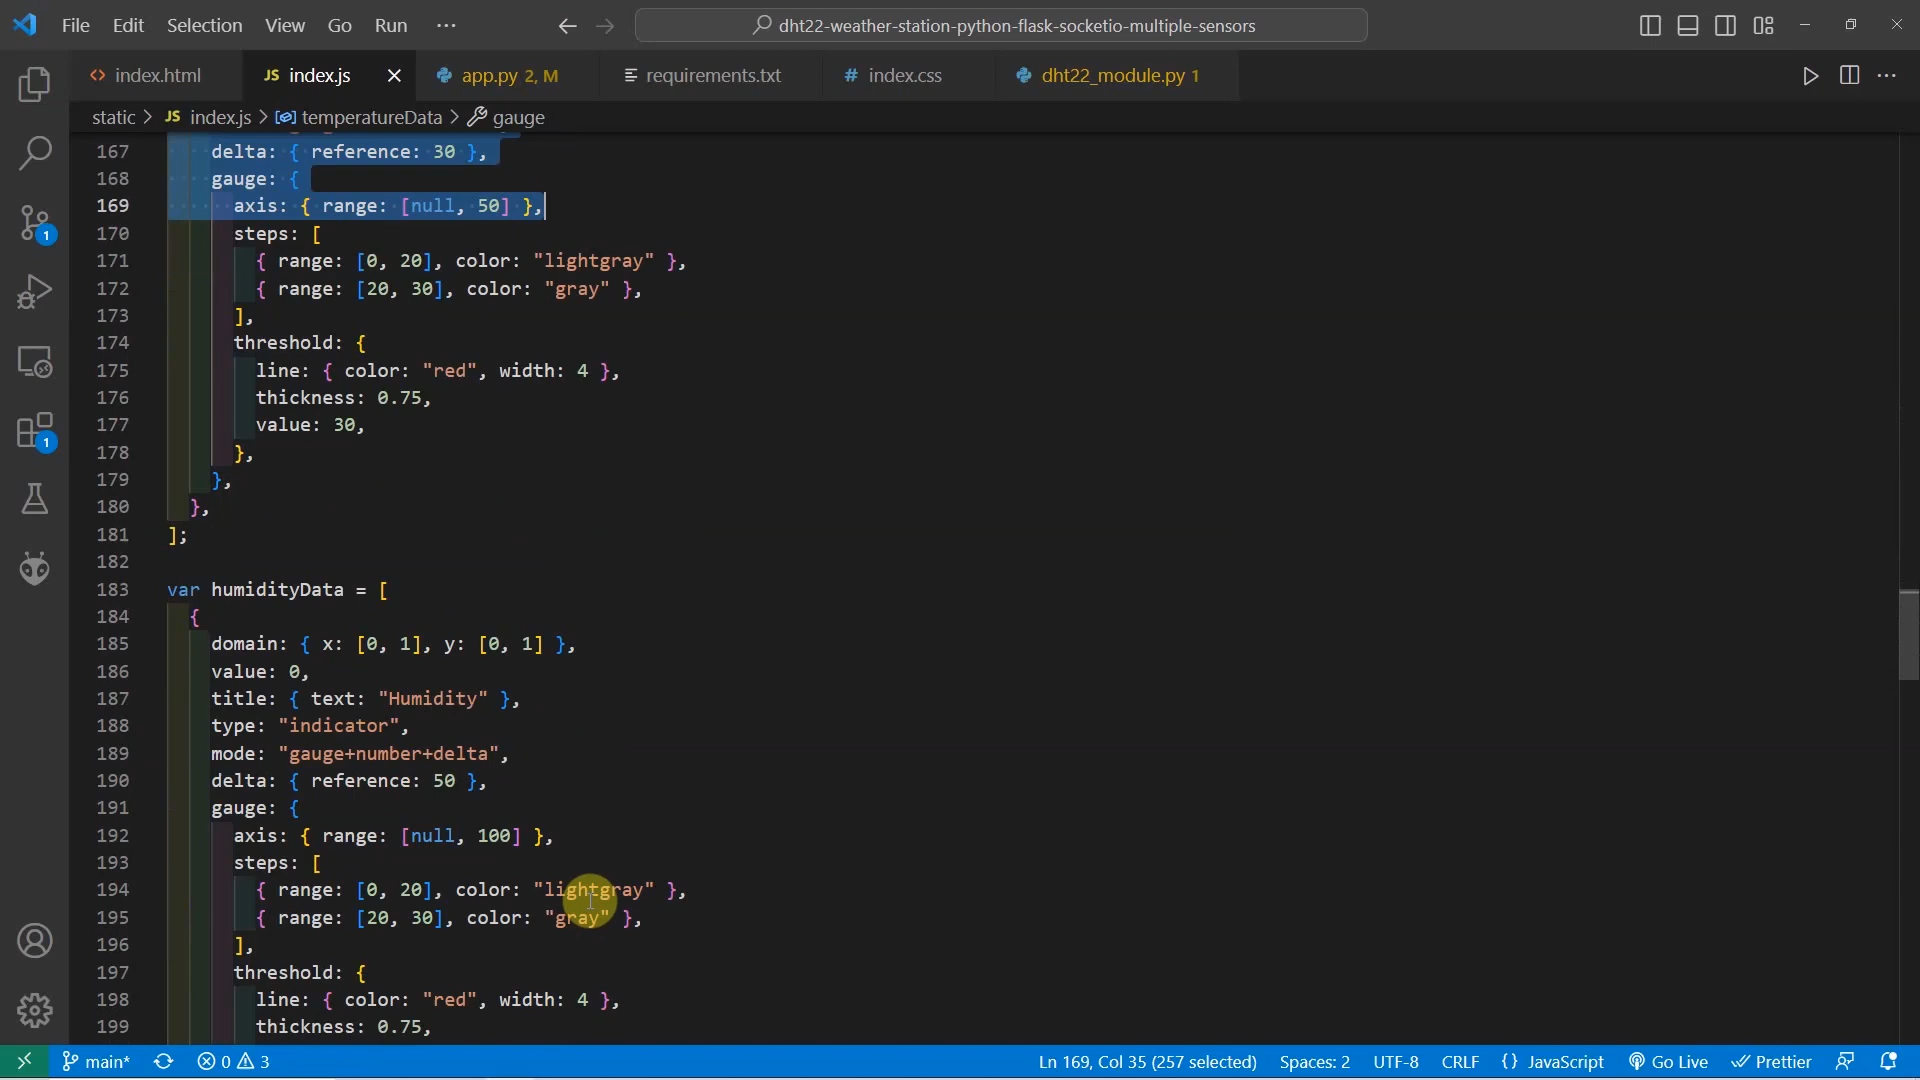 File Edit Selection View Go Run ··· dht22-weather-station-python-flask-socketio-multiple-sensors
<> index.html JS index.js app.py 2, M requirements.txt # index.css dht22_module.py 1
static > JS index.js > temperatureData > gauge
167 delta: { reference: 30 },
168 gauge: {
169 axis: { range: [null, 50] },
170 steps: [
171 { range: [0, 20], color: "lightgray" },
172 { range: [20, 30], color: "gray" },
173 ],
174 threshold: {
175 line: { color: "red", width: 4 },
176 thickness: 0.75,
177 value: 30,
178 },
179 },
180 },
181 ];
182
183 var humidityData = [
184 {
185 domain: { x: [0, 1], y: [0, 1] },
186 value: 0,
187 title: { text: "Humidity" },
188 type: "indicator",
189 mode: "gauge+number+delta",
190 delta: { reference: 50 },
191 gauge: {
192 axis: { range: [null, 100] },
193 steps: [
194 { range: [0, 20], color: "lightgray" },
195 { range: [20, 30], color: "gray" },
196 ],
197 threshold: {
198 line: { color: "red", width: 4 },
199 thickness: 0.75,
1
1
main* 0 3 Ln 169, Col 35 (257 selected) Spaces: 2 UTF-8 CRLF {} JavaScript Go Live Prettier